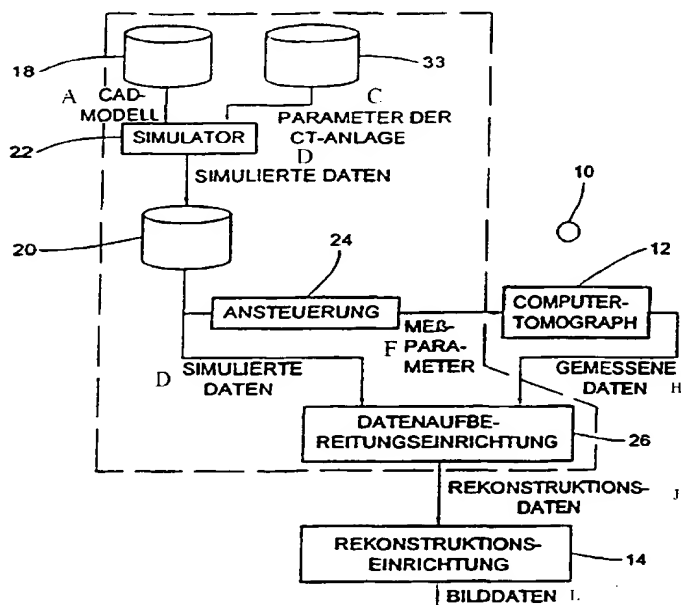 18
33
A CAD-
MODELL
C
PARAMETER DER
CT-ANLAGE
22
SIMULATOR
D
SIMULIERTE DATEN
10
20
24
12
ANSTEUERUNG
COMPUTER-
TOMOGRAPH
F
MEß-
PARA-
METER
D
SIMULIERTE
DATEN
GEMESSENE
DATEN H
DATENAUFBE-
REITUNGSEINRICHTUNG
26
REKONSTRUKTIONS-
DATEN J
REKONSTRUKTIONS-
EINRICHTUNG
14
BILDDATEN L